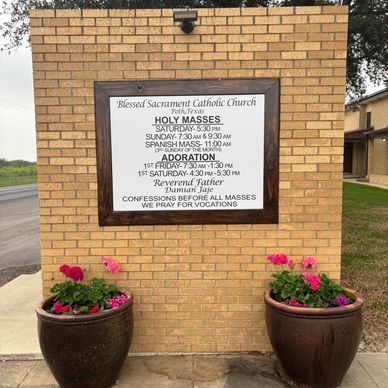 Blessed Sacrament Catholic Church
Poth, Texas
HOLY MASSES
SATURDAY- 5:30 PM
SUNDAY- 7:30 AM & 9:30 AM
SPANISH MASS- 11:00 AM
(3RD SUNDAY OF THE MONTH)
ADORATION
1ST FRIDAY- 7:30 AM -1:30 PM
1ST SATURDAY- 4:30 PM -5:30 PM
Reverend Father
Damian Jaje
CONFESSIONS BEFORE ALL MASSES
WE PRAY FOR VOCATIONS